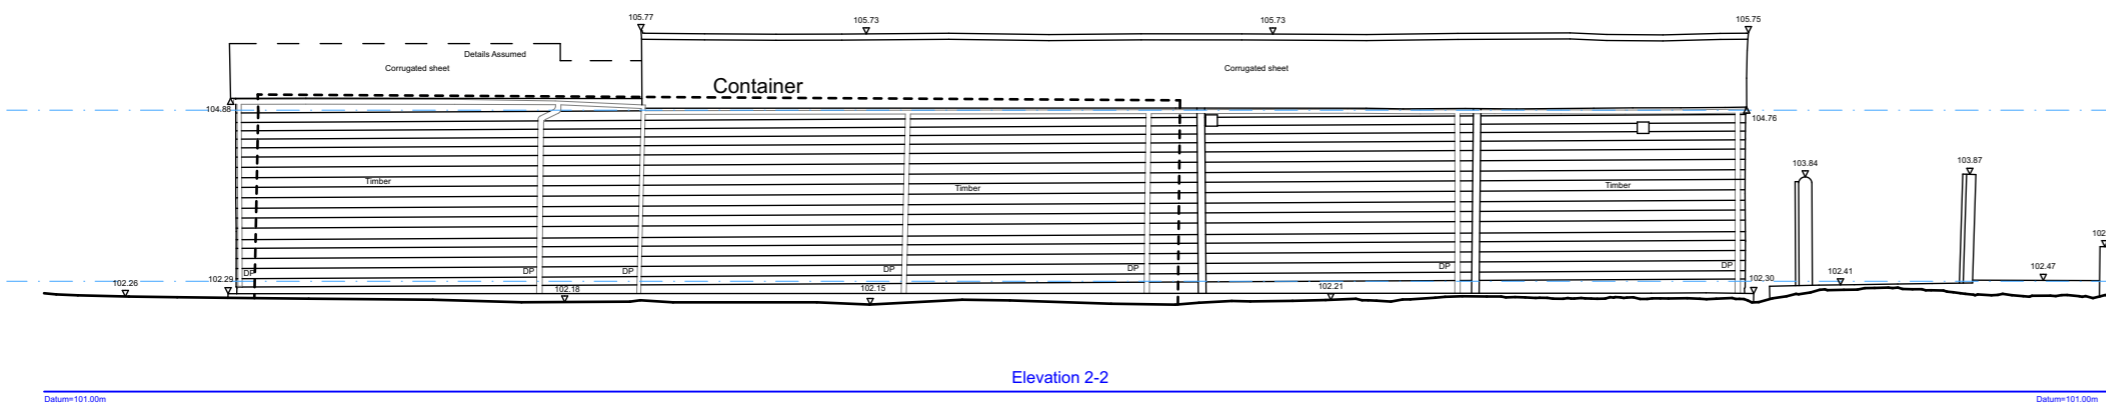 105.77
105.73
105.73
105.75
Details Assumed
Corrugated sheet
Corrugated sheet
Container
104.88
104.76
103.84
103.87
Timber
Timber
Timber
102.
DP
DP
DP
DP
DP
DP
DP
102.26
102.29
102.18
102.15
102.21
102.30
102.41
102.47
Elevation 2-2
Datum=101.00m
Datum=101.00m